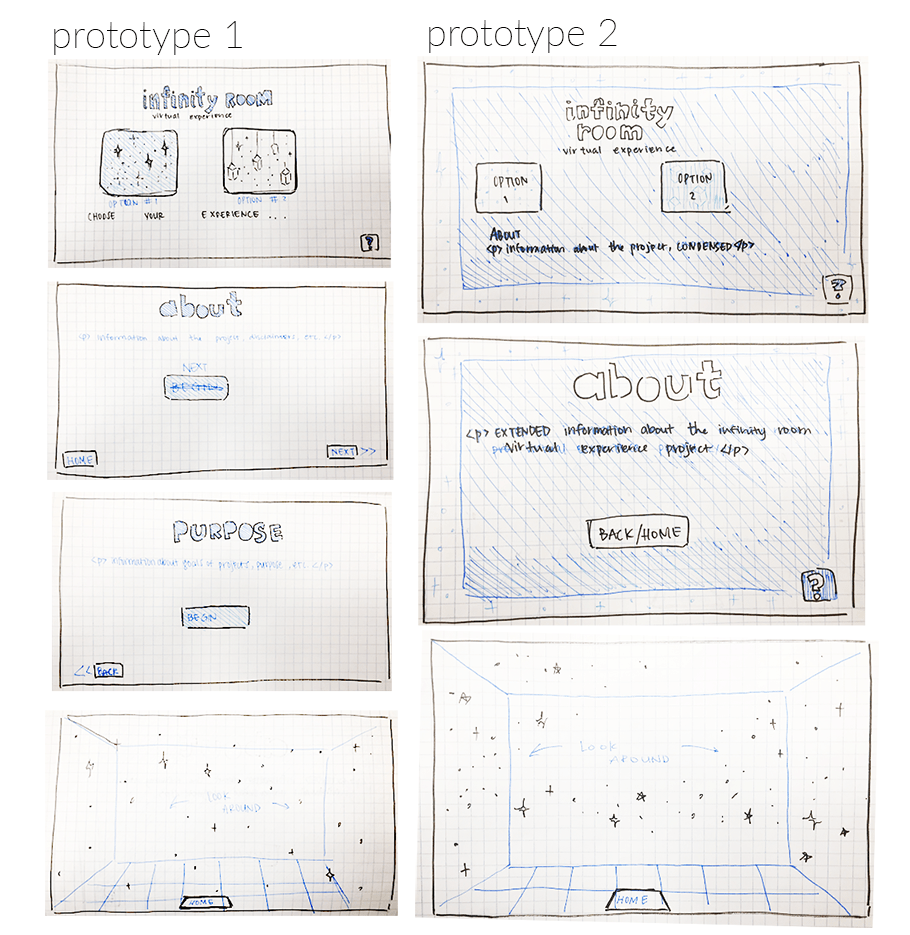 prototype 1
infinity ROOM
virtual experience
OPTION #1
OPTION #2
CHOOSE YOUR EXPERIENCE ...
?
about
<p> information about the project, etc. </p>
NEXT
BEGIN
HOME
NEXT >>
PURPOSE
<p> information about goals of project, purpose, etc. </p>
BEGIN
<< BACK
LOOK
AROUND
HOME
prototype 2
infinity
room
virtual experience
OPTION
1
OPTION
2
ABOUT
<p> information about the project, CONDENSED </p>
?
about
<p> EXTENDED information about the infinity room
virtual experience project </p>
BACK/HOME
?
LOOK
AROUND
HOME